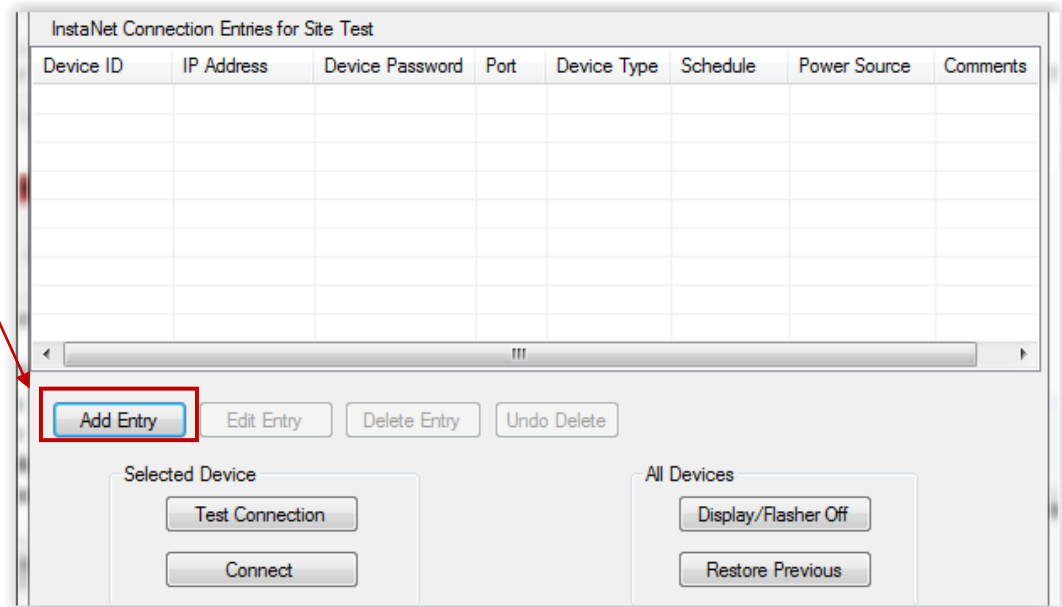 InstaNet Connection Entries for Site Test
Device ID IP Address Device Password Port Device Type Schedule Power Source Comments
Add Entry Edit Entry Delete Entry Undo Delete
Selected Device All Devices
Test Connection Display/Flasher Off
Connect Restore Previous